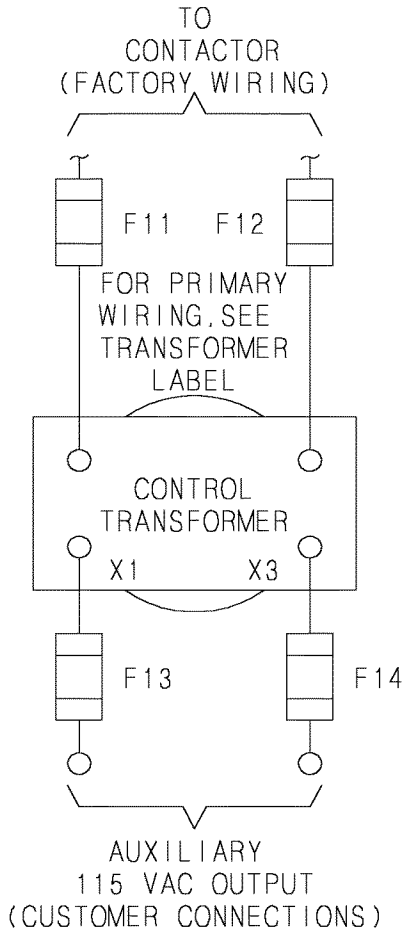 TO
CONTACTOR
(FACTORY WIRING)
F11 F12
FOR PRIMARY
WIRING,SEE
TRANSFORMER
LABEL
CONTROL
TRANSFORMER
X1 X3
F13 F14
AUXILIARY
115 VAC OUTPUT
(CUSTOMER CONNECTIONS)